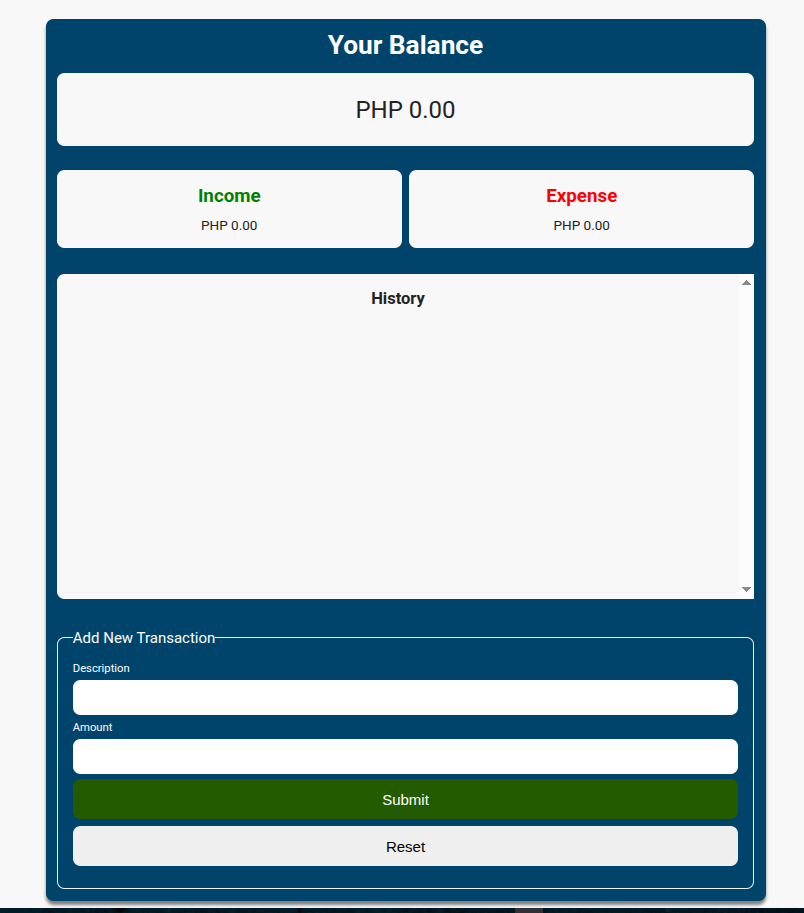 Your Balance
PHP 0.00
Income
PHP 0.00
Expense
PHP 0.00
History
Add New Transaction
Description
Amount
Submit
Reset